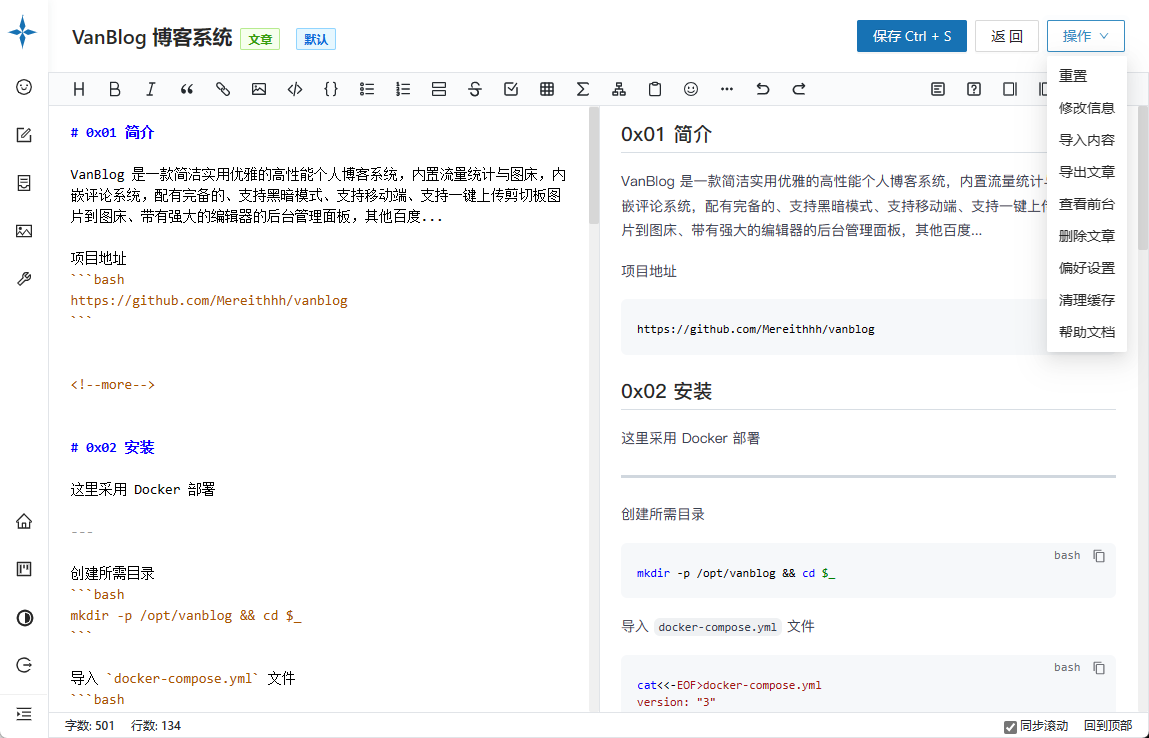 VanBlog 博客系统 文章 默认 保存 Ctrl + S 返 回 操作
重置
修改信息
导入内容
导出文章
查看前台
删除文章
偏好设置
清理缓存
帮助文档
# 0x01 简介
VanBlog 是一款简洁实用优雅的高性能个人博客系统，内置流量统计与图床，内
嵌评论系统，配有完备的、支持黑暗模式、支持移动端、支持一键上传剪切板图
片到图床、带有强大的编辑器的后台管理面板，其他百度...
项目地址
```bash
https://github.com/Mereithhh/vanblog
```
<!--more-->
# 0x02 安装
这里采用 Docker 部署
---
创建所需目录
```bash
mkdir -p /opt/vanblog && cd $_
```
导入 `docker-compose.yml` 文件
```bash
0x01 简介
VanBlog 是一款简洁实用优雅的高性能个人博客系统，内置流量统计
嵌评论系统，配有完备的、支持黑暗模式、支持移动端、支持一键上
片到图床、带有强大的编辑器的后台管理面板，其他百度...
项目地址
https://github.com/Mereithhh/vanblog
0x02 安装
这里采用 Docker 部署
创建所需目录
bash
mkdir -p /opt/vanblog && cd $_
导入 docker-compose.yml 文件
bash
cat<<-EOF>docker-compose.yml
version: "3"
字数: 501 行数: 134 同步滚动 回到顶部